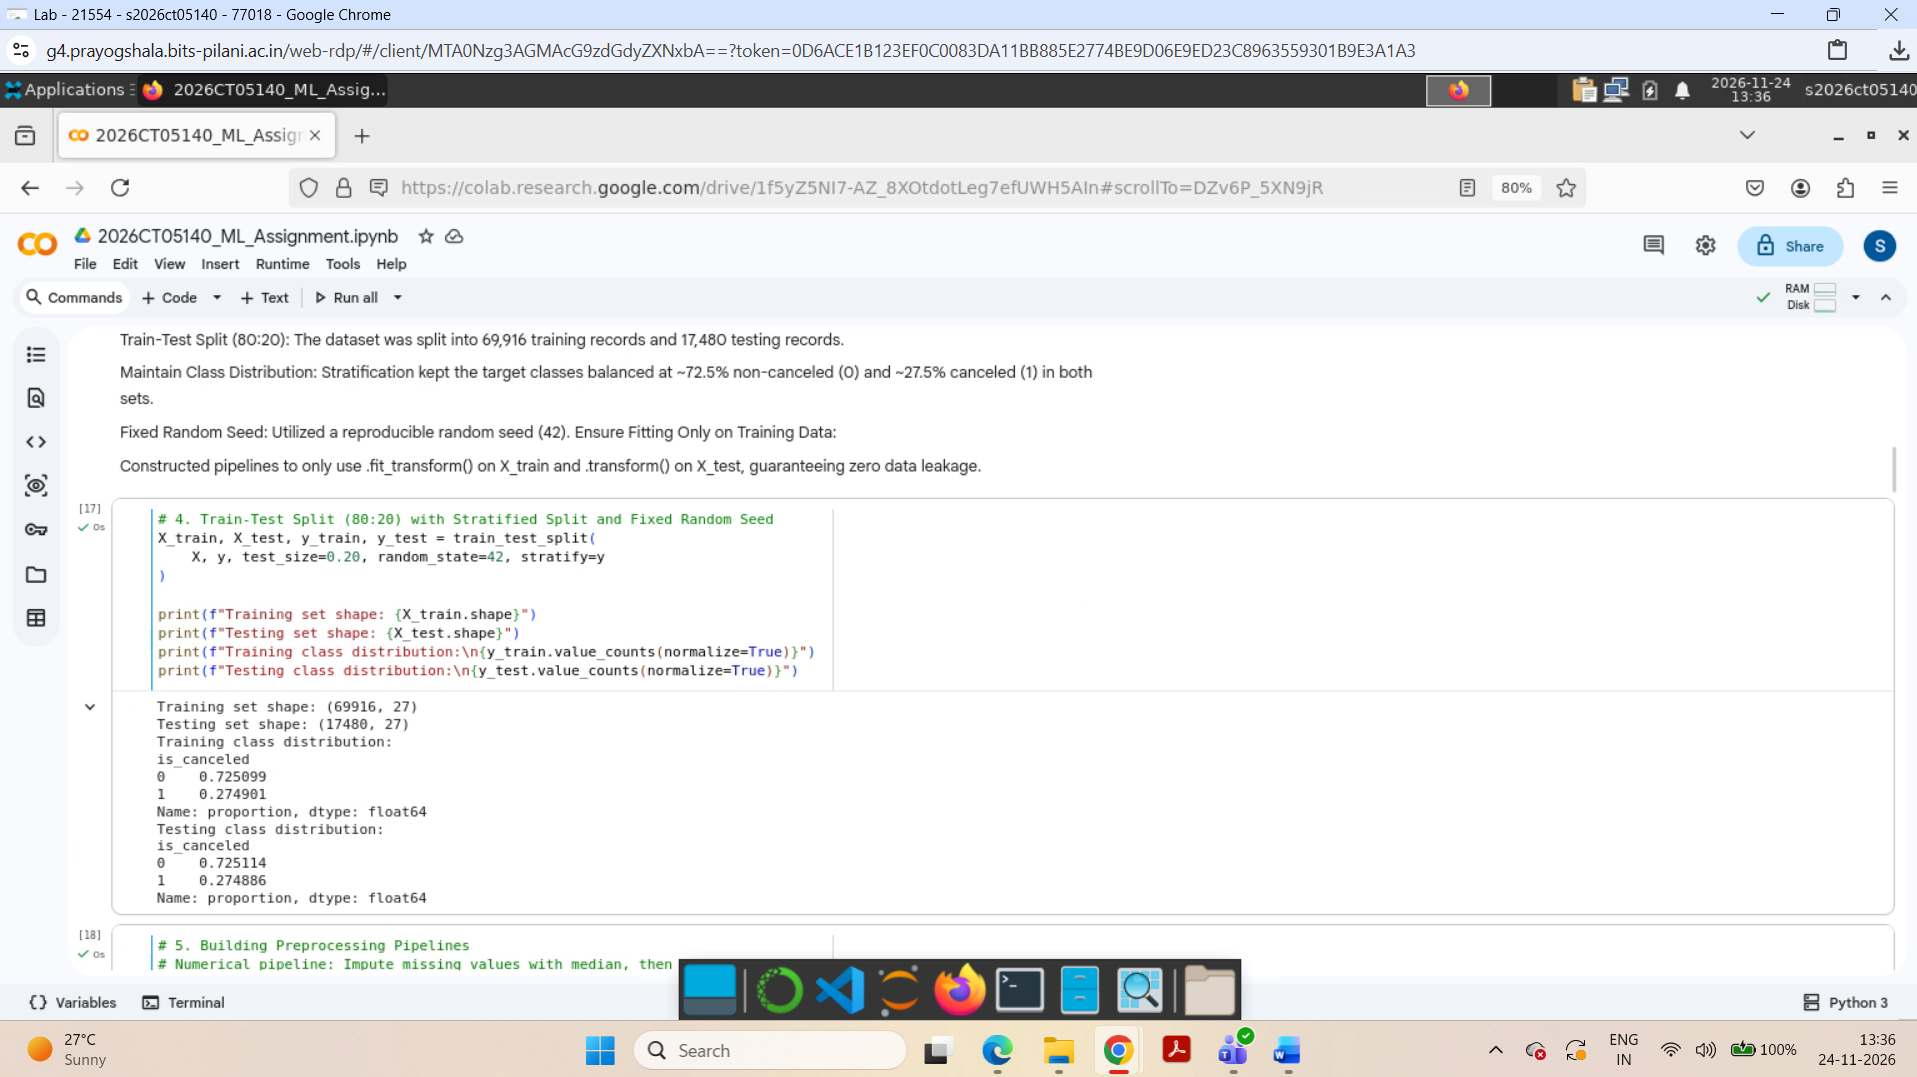 Lab - 21554 - s2026ct05140 - 77018 - Google Chrome
g4.prayogshala.bits-pilani.ac.in/web-rdp/#/client/MTA0Nzg3AGMAcG9zdGdyZXNxbA==?token=0D6ACE1B123EF0C0083DA11BB885E2774BE9D06E9ED23C8963559301B9E3A1A3
Applications
2026CT05140_ML_Assig...
2026-11-24
13:36
s2026ct05140
2026CT05140_ML_Assign
https://colab.research.google.com/drive/1f5yZ5NI7-AZ_8XOtdotLeg7efUWH5AIn#scrollTo=DZv6P_5XN9jR
80%
2026CT05140_ML_Assignment.ipynb
File Edit View Insert Runtime Tools Help
Share
S
Commands + Code + Text Run all
RAM
Disk
Train-Test Split (80:20): The dataset was split into 69,916 training records and 17,480 testing records.
Maintain Class Distribution: Stratification kept the target classes balanced at ~72.5% non-canceled (0) and ~27.5% canceled (1) in both
sets.
Fixed Random Seed: Utilized a reproducible random seed (42). Ensure Fitting Only on Training Data:
Constructed pipelines to only use .fit_transform() on X_train and .transform() on X_test, guaranteeing zero data leakage.
[17]
0s
# 4. Train-Test Split (80:20) with Stratified Split and Fixed Random Seed
X_train, X_test, y_train, y_test = train_test_split(
    X, y, test_size=0.20, random_state=42, stratify=y
)
print(f"Training set shape: {X_train.shape}")
print(f"Testing set shape: {X_test.shape}")
print(f"Training class distribution:\n{y_train.value_counts(normalize=True)}")
print(f"Testing class distribution:\n{y_test.value_counts(normalize=True)}")
Training set shape: (69916, 27)
Testing set shape: (17480, 27)
Training class distribution:
is_canceled
0    0.725099
1    0.274901
Name: proportion, dtype: float64
Testing class distribution:
is_canceled
0    0.725114
1    0.274886
Name: proportion, dtype: float64
[18]
0s
# 5. Building Preprocessing Pipelines
# Numerical pipeline: Impute missing values with median, then
Variables Terminal
Python 3
27°C
Sunny
Search
ENG
IN
100%
13:36
24-11-2026